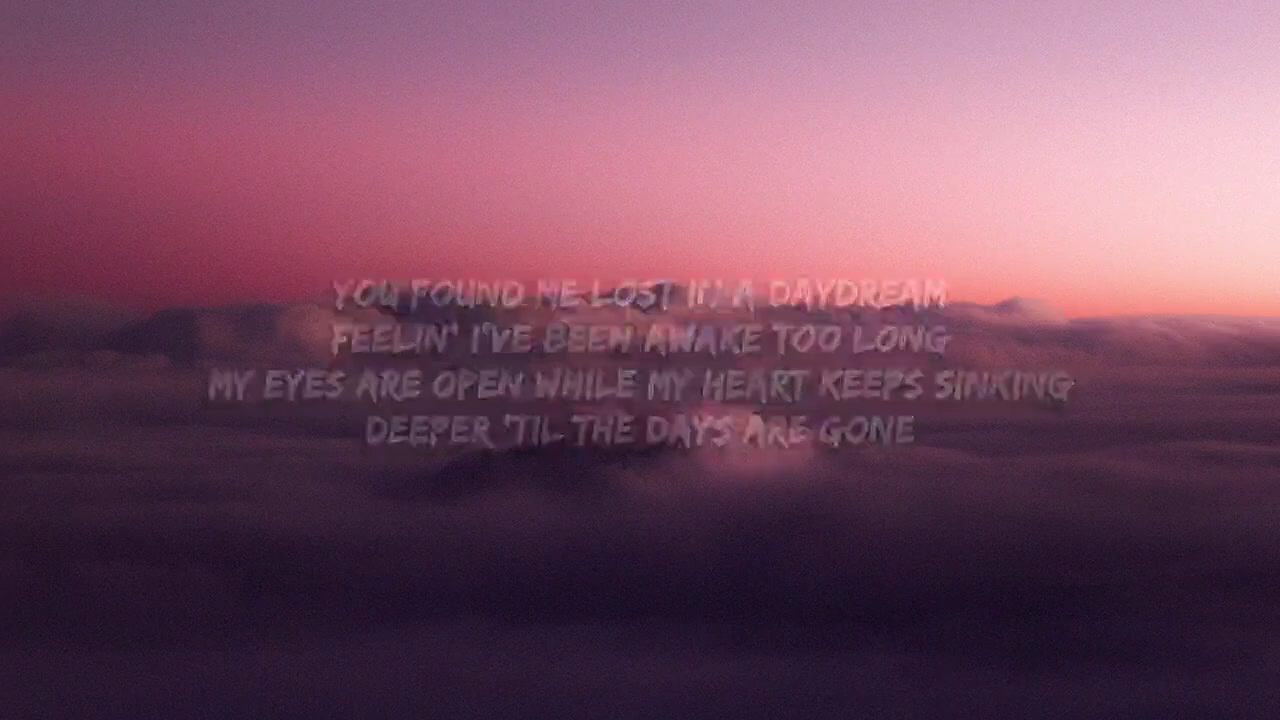 YOU FOUND ME LOST IN A DAYDREAM
FEELIN' I'VE BEEN AWAKE TOO LONG
MY EYES ARE OPEN WHILE MY HEART KEEPS SINKING
DEEPER 'TIL THE DAYS ARE GONE